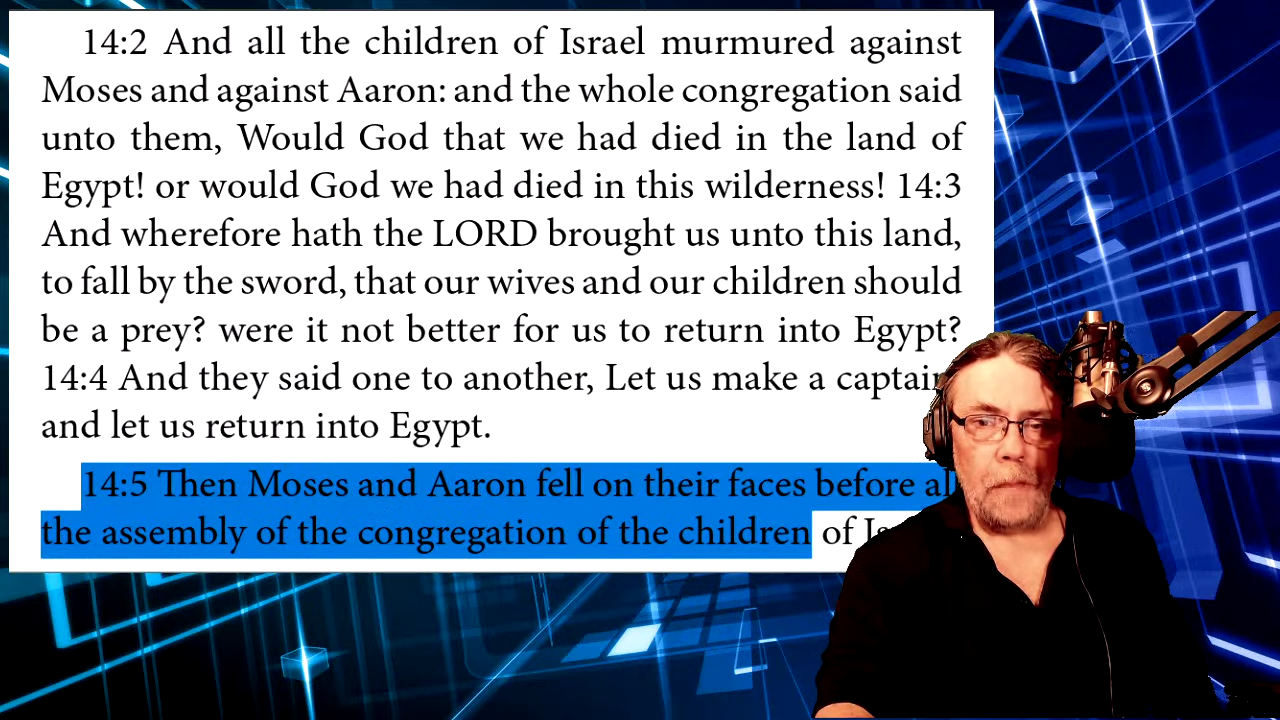 14:2 And all the children of Israel murmured against
Moses and against Aaron: and the whole congregation said
unto them, Would God that we had died in the land of
Egypt! or would God we had died in this wilderness! 14:3
And wherefore hath the LORD brought us unto this land,
to fall by the sword, that our wives and our children should
be a prey? were it not better for us to return into Egypt?
14:4 And they said one to another, Let us make a captain
and let us return into Egypt.
14:5 Then Moses and Aaron fell on their faces before all
the assembly of the congregation of the children of